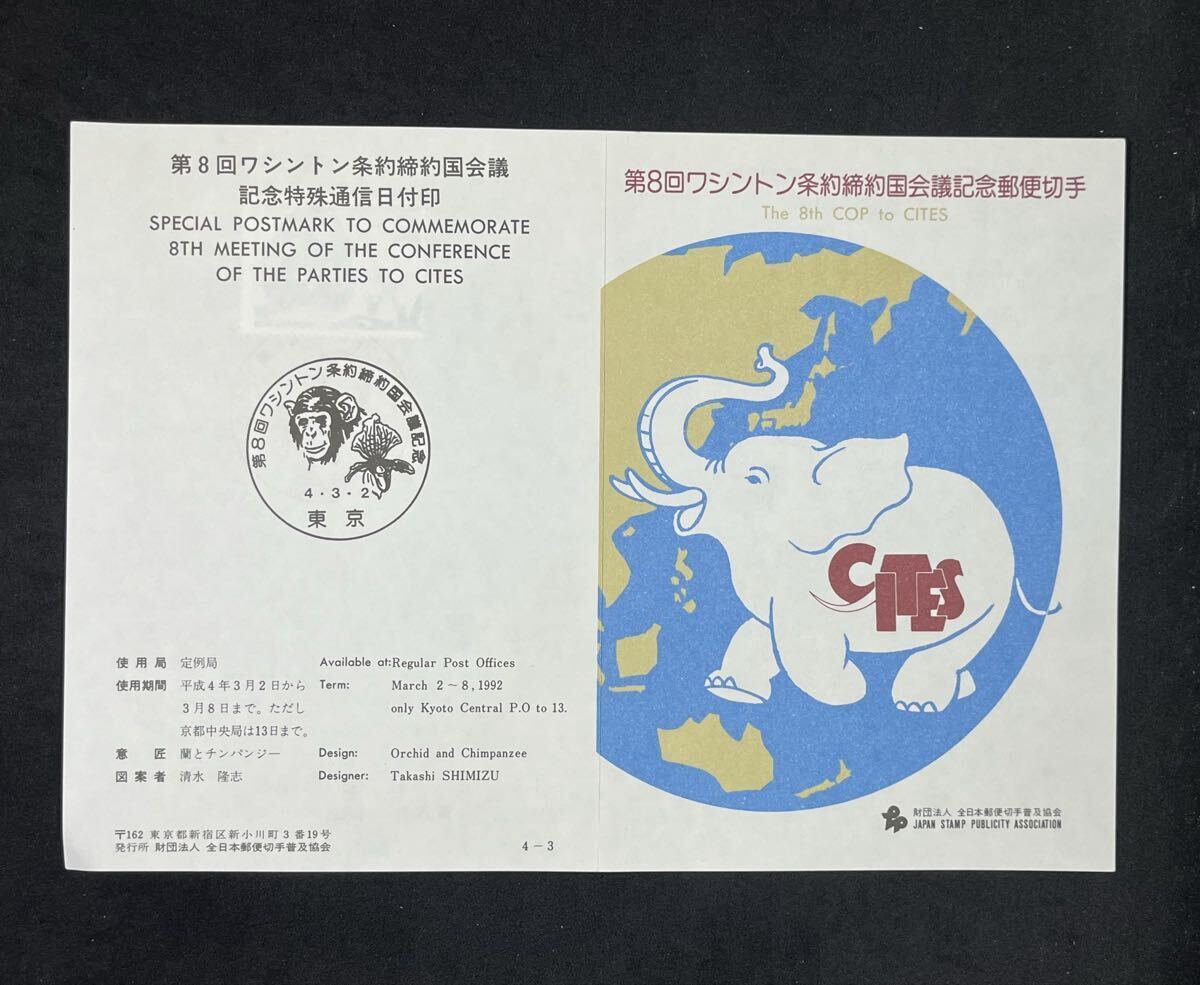 第8回ワシントン条約締約国会議
記念特殊通信日付印
SPECIAL POSTMARK TO COMMEMORATE
8TH MEETING OF THE CONFERENCE
OF THE PARTIES TO CITES
第8回ワシントン条約締約国会議記念
4・3・2
東京
使用局 定例局 Available at: Regular Post Offices
使用期間 平成4年3月2日から Term: March 2～8, 1992
3月8日まで。ただし only Kyoto Central P.O to 13.
京都中央局は13日まで。
意匠 蘭とチンパンジー Design: Orchid and Chimpanzee
図案者 清水 隆志 Designer: Takashi SHIMIZU
〒162 東京都新宿区新小川町3番19号
発行所 財団法人 全日本郵便切手普及協会 4－3
第8回ワシントン条約締約国会議記念郵便切手
The 8th COP to CITES
CITES
財団法人 全日本郵便切手普及協会
JAPAN STAMP PUBLICITY ASSOCIATION